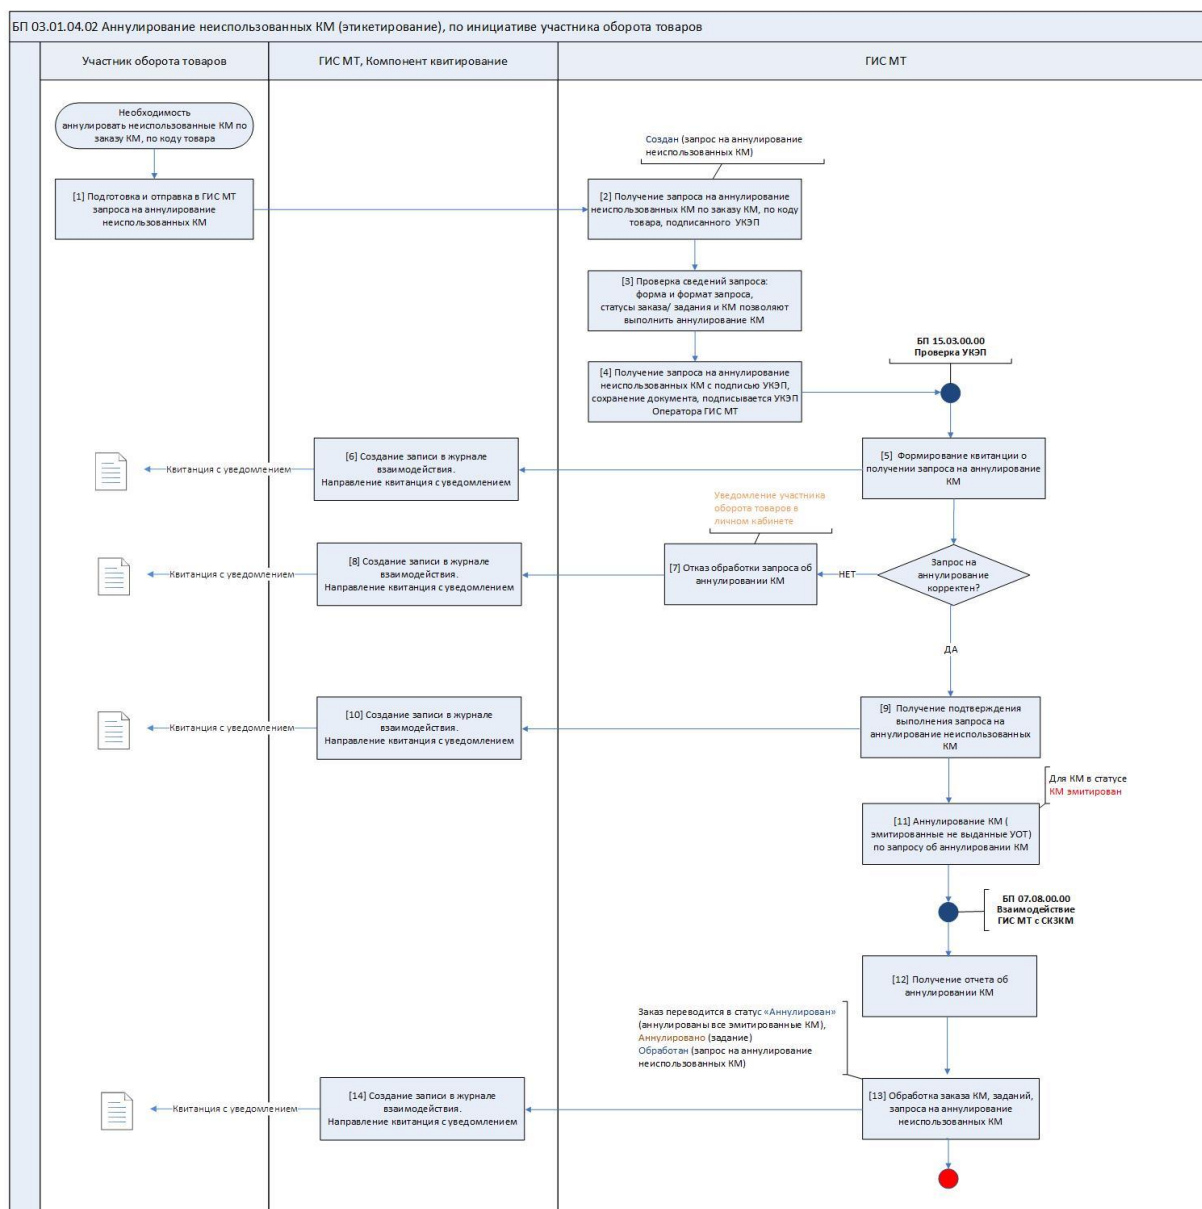 БП 03.01.04.02 Аннулирование неиспользованных КМ (этикетирование), по инициативе участника оборота товаров
Участник оборота товаров
ГИС МТ, Компонент квитирование
ГИС МТ
Необходимость
аннулировать неиспользованные КМ по
заказу КМ, по коду товара
[1] Подготовка и отправка в ГИС МТ
запроса на аннулирование
неиспользованных КМ
Создан (запрос на аннулирование
неиспользованных КМ)
[2] Получение запроса на аннулирование
неиспользованных КМ по заказу КМ, по коду
товара, подписанного УКЭП
[3] Проверка сведений запроса:
форма и формат запроса,
статусы заказа/ задания и КМ позволяют
выполнить аннулирование КМ
[4] Получение запроса на аннулирование
неиспользованных КМ с подписью УКЭП,
сохранение документа, подписывается УКЭП
Оператора ГИС МТ
БП 15.03.00.00
Проверка УКЭП
[5] Формирование квитанции о
получении запроса на аннулирование
КМ
[6] Создание записи в журнале
взаимодействия.
Направление квитанция с уведомлением
Квитанция с уведомлением
Уведомление участника
оборота товаров в
личном кабинете
Запрос на
аннулирование
корректен?
НЕТ
[7] Отказ обработки запроса об
аннулировании КМ
[8] Создание записи в журнале
взаимодействия.
Направление квитанция с уведомлением
Квитанция с уведомлением
ДА
[9] Получение подтверждения
выполнения запроса на
аннулирование неиспользованных
КМ
[10] Создание записи в журнале
взаимодействия.
Направление квитанция с уведомлением
Квитанция с уведомлением
Для КМ в статусе
КМ эмитирован
[11] Аннулирование КМ (
эмитированные не выданные УОТ)
по запросу об аннулировании КМ
БП 07.08.00.00
Взаимодействие
ГИС МТ с СКЗКМ
[12] Получение отчета об
аннулировании КМ
Заказ переводится в статус «Аннулирован»
(аннулированы все эмитированные КМ),
Аннулировано (задание)
Обработан (запрос на аннулирование
неиспользованных КМ)
[13] Обработка заказа КМ, заданий,
запроса на аннулирование
неиспользованных КМ
[14] Создание записи в журнале
взаимодействия.
Направление квитанция с уведомлением
Квитанция с уведомлением